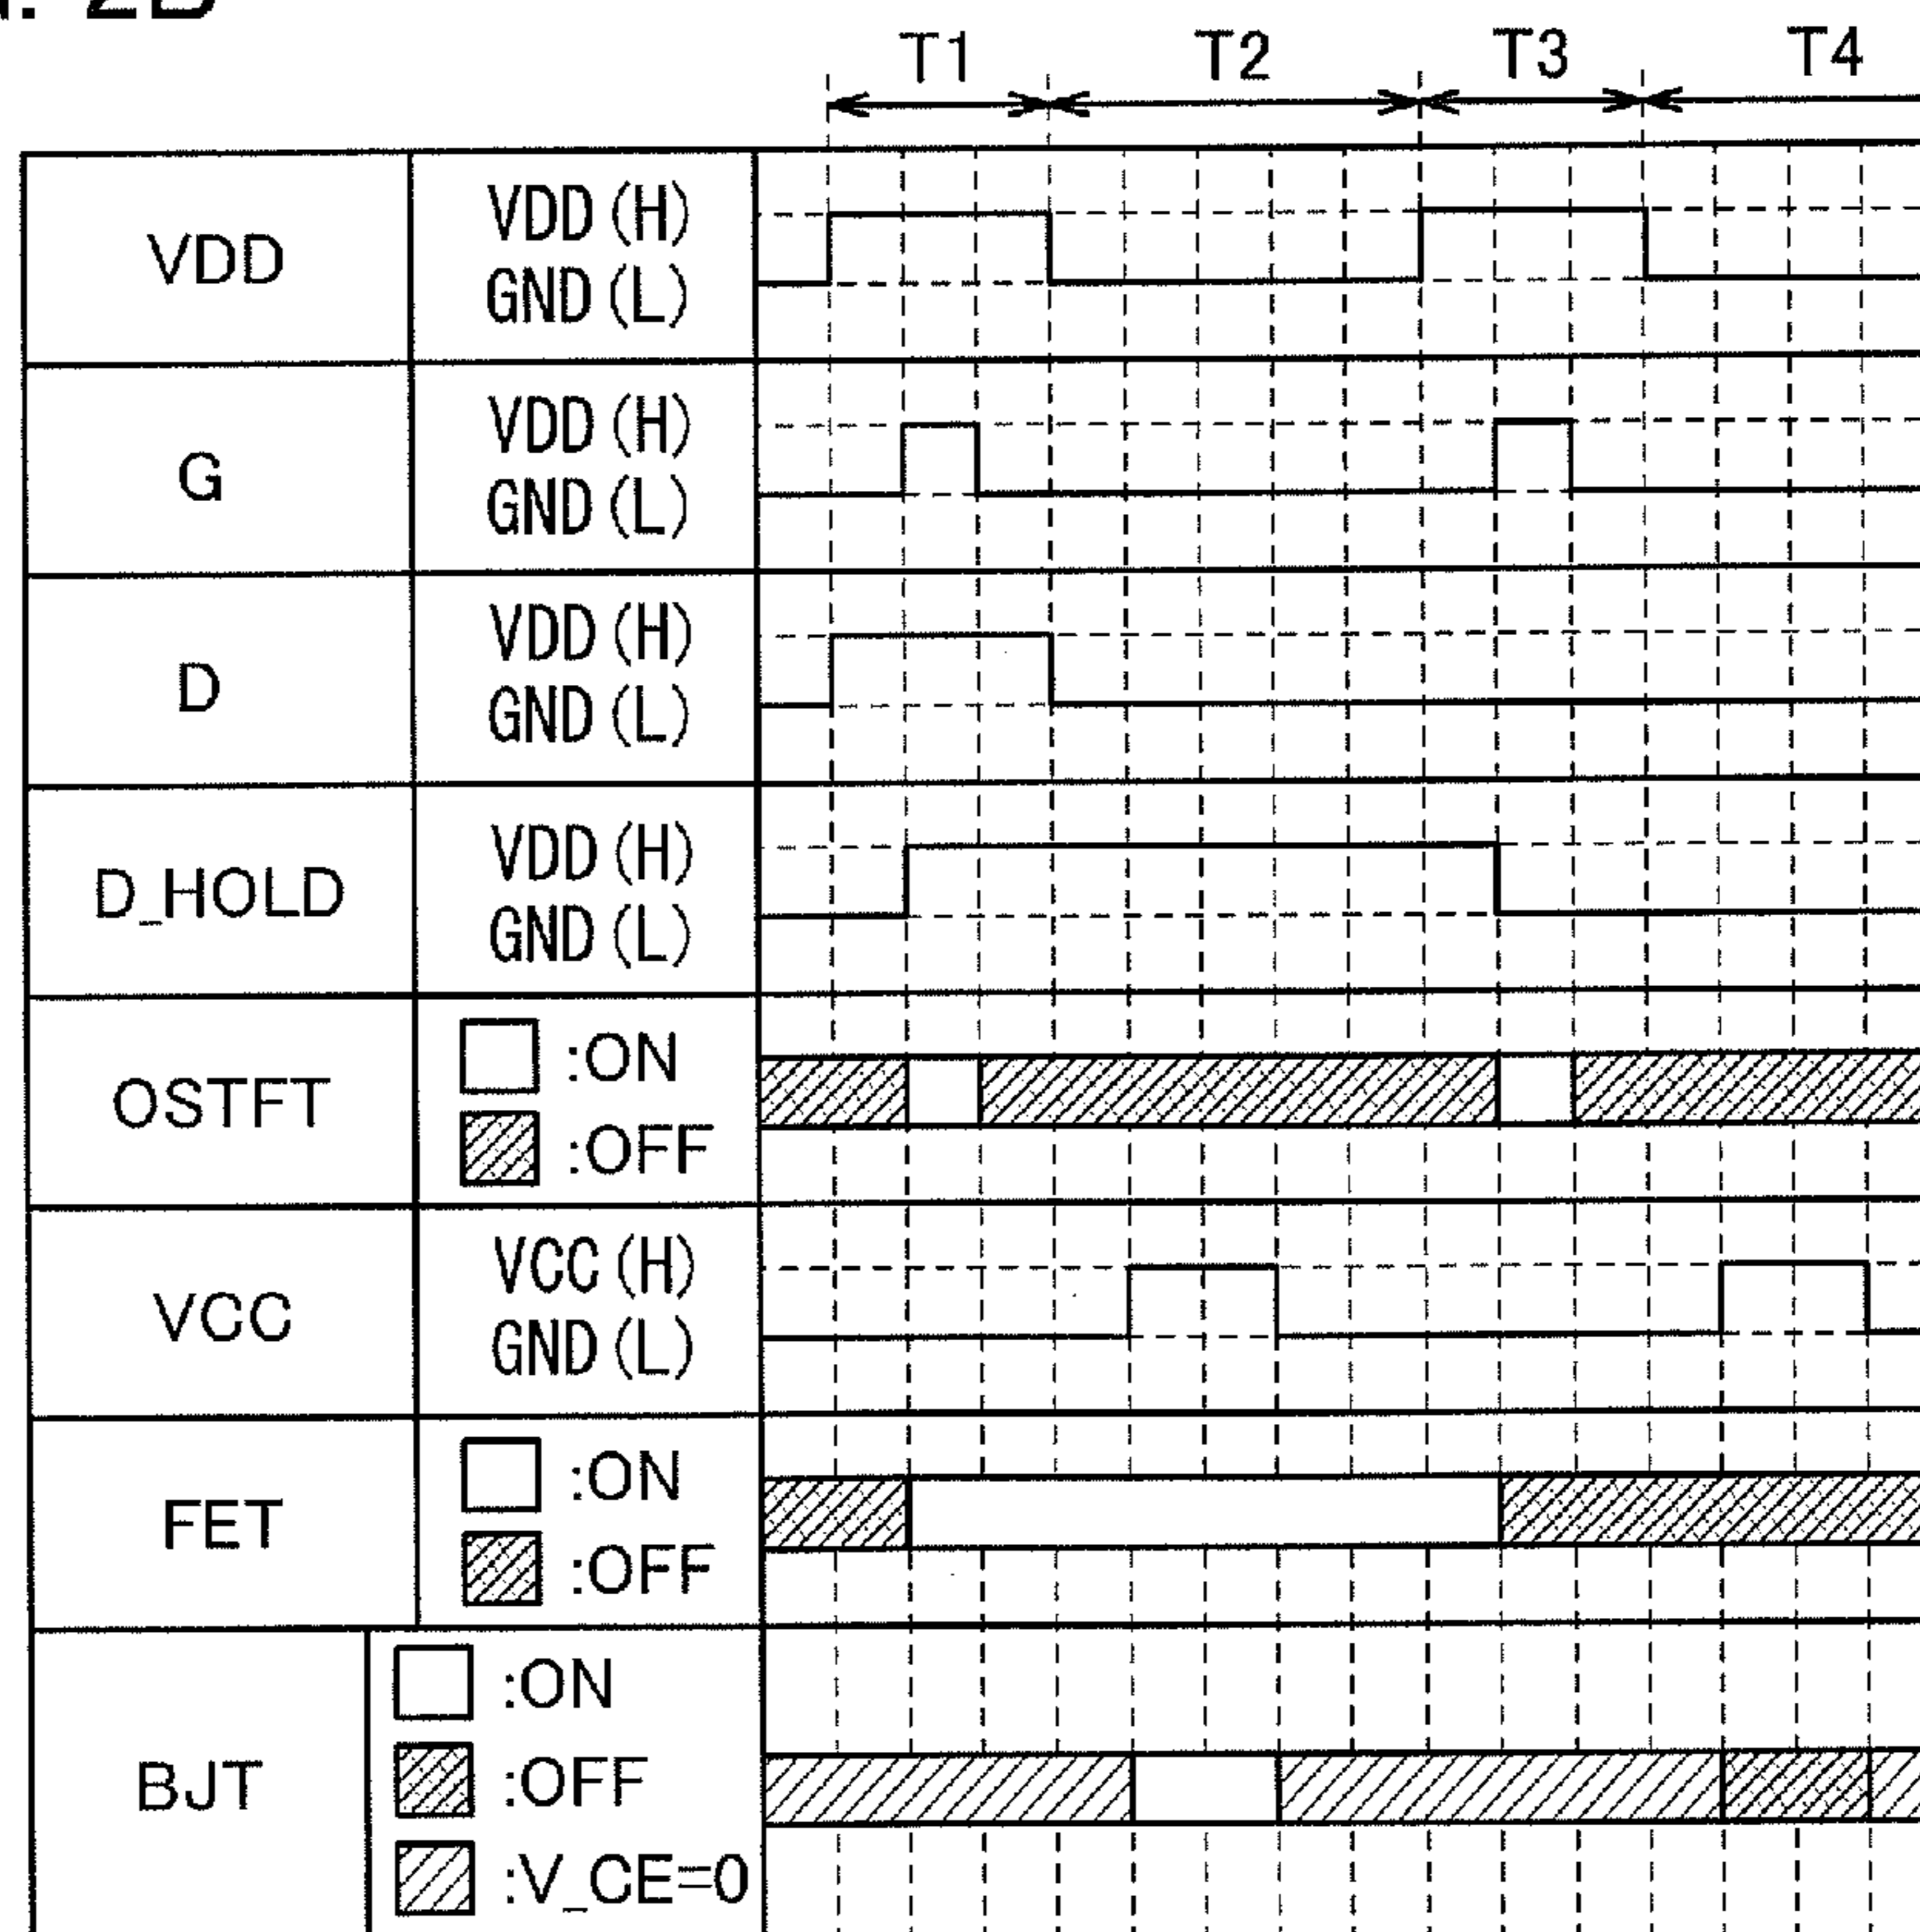 2B
T1 T2 T3 T4
VDD
VDD(H)
GND(L)
G
VDD(H)
GND(L)
D
VDD(H)
GND(L)
D_HOLD
VDD(H)
GND(L)
OSTFT
:ON
:OFF
VCC
VCC(H)
GND(L)
FET
:ON
:OFF
BJT
:ON
:OFF
:V_CE=0